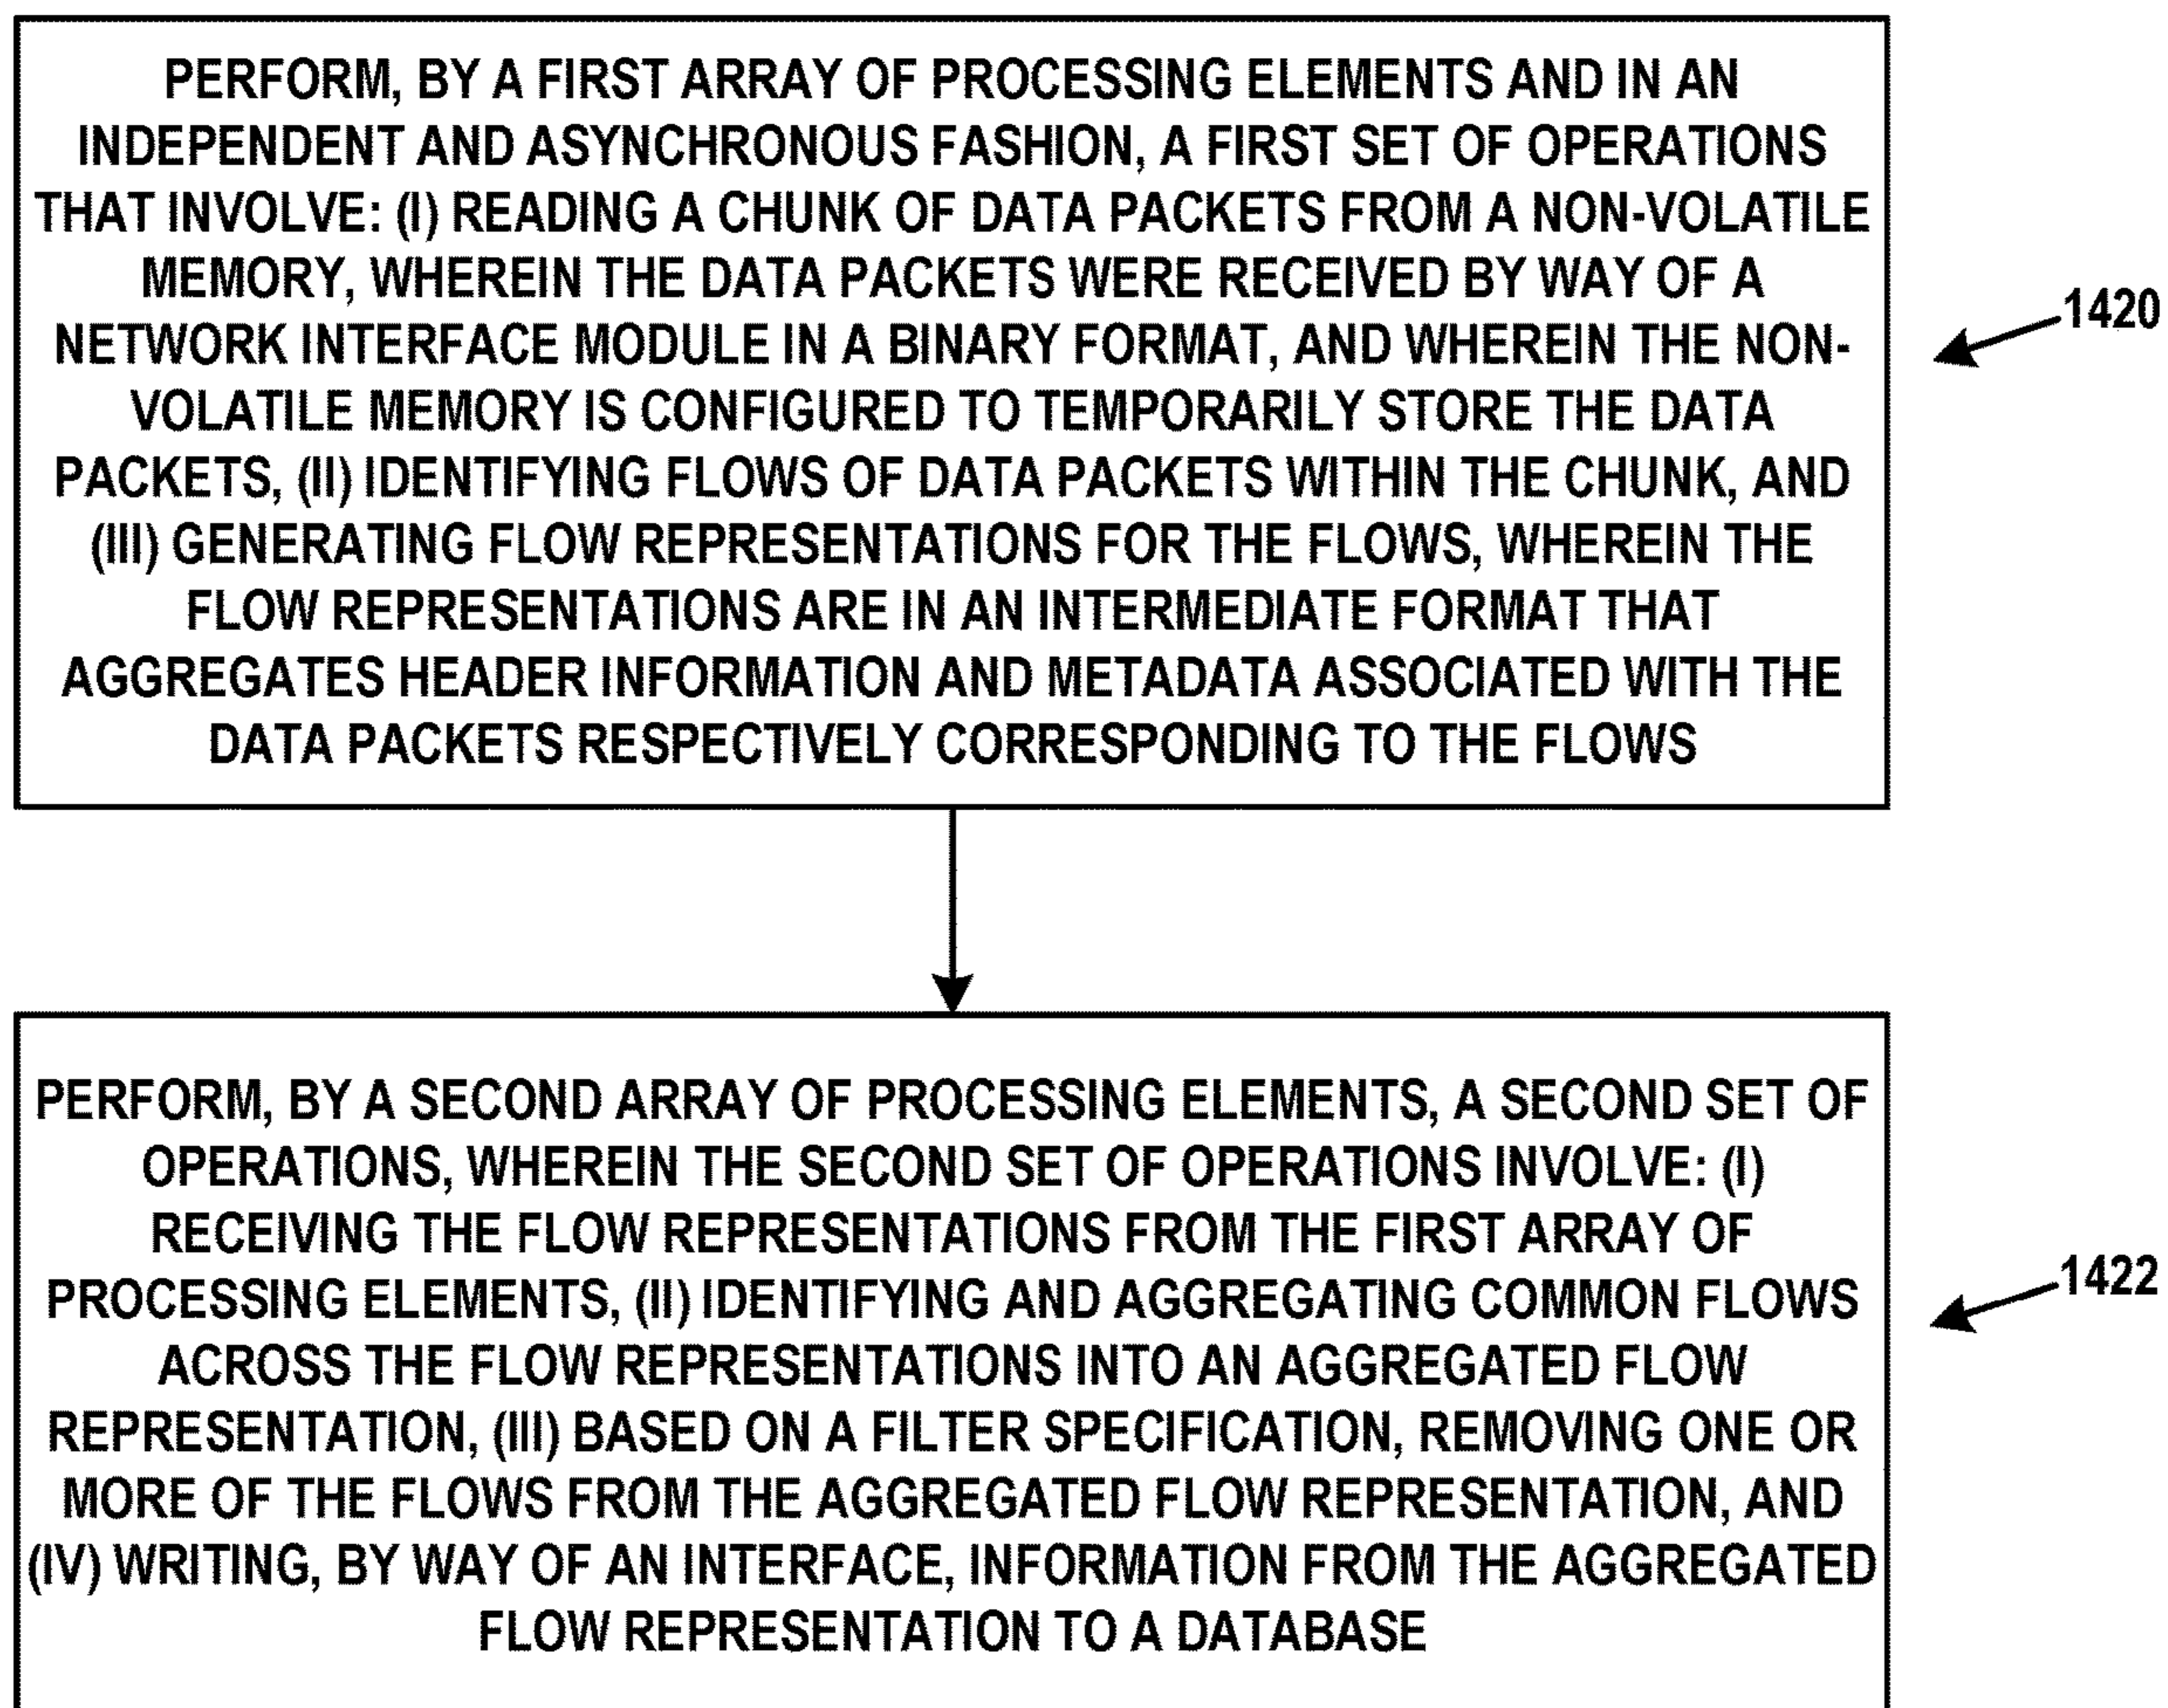 PERFORM, BY A FIRST ARRAY OF PROCESSING ELEMENTS AND IN AN
INDEPENDENT AND ASYNCHRONOUS FASHION, A FIRST SET OF OPERATIONS
THAT INVOLVE: (I) READING A CHUNK OF DATA PACKETS FROM A NON-VOLATILE
MEMORY, WHEREIN THE DATA PACKETS WERE RECEIVED BY WAY OF A
NETWORK INTERFACE MODULE IN A BINARY FORMAT, AND WHEREIN THE NON-
VOLATILE MEMORY IS CONFIGURED TO TEMPORARILY STORE THE DATA
PACKETS, (II) IDENTIFYING FLOWS OF DATA PACKETS WITHIN THE CHUNK, AND
(III) GENERATING FLOW REPRESENTATIONS FOR THE FLOWS, WHEREIN THE
FLOW REPRESENTATIONS ARE IN AN INTERMEDIATE FORMAT THAT
AGGREGATES HEADER INFORMATION AND METADATA ASSOCIATED WITH THE
DATA PACKETS RESPECTIVELY CORRESPONDING TO THE FLOWS
1420
PERFORM, BY A SECOND ARRAY OF PROCESSING ELEMENTS, A SECOND SET OF
OPERATIONS, WHEREIN THE SECOND SET OF OPERATIONS INVOLVE: (I)
RECEIVING THE FLOW REPRESENTATIONS FROM THE FIRST ARRAY OF
PROCESSING ELEMENTS, (II) IDENTIFYING AND AGGREGATING COMMON FLOWS
ACROSS THE FLOW REPRESENTATIONS INTO AN AGGREGATED FLOW
REPRESENTATION, (III) BASED ON A FILTER SPECIFICATION, REMOVING ONE OR
MORE OF THE FLOWS FROM THE AGGREGATED FLOW REPRESENTATION, AND
(IV) WRITING, BY WAY OF AN INTERFACE, INFORMATION FROM THE AGGREGATED
FLOW REPRESENTATION TO A DATABASE
1422